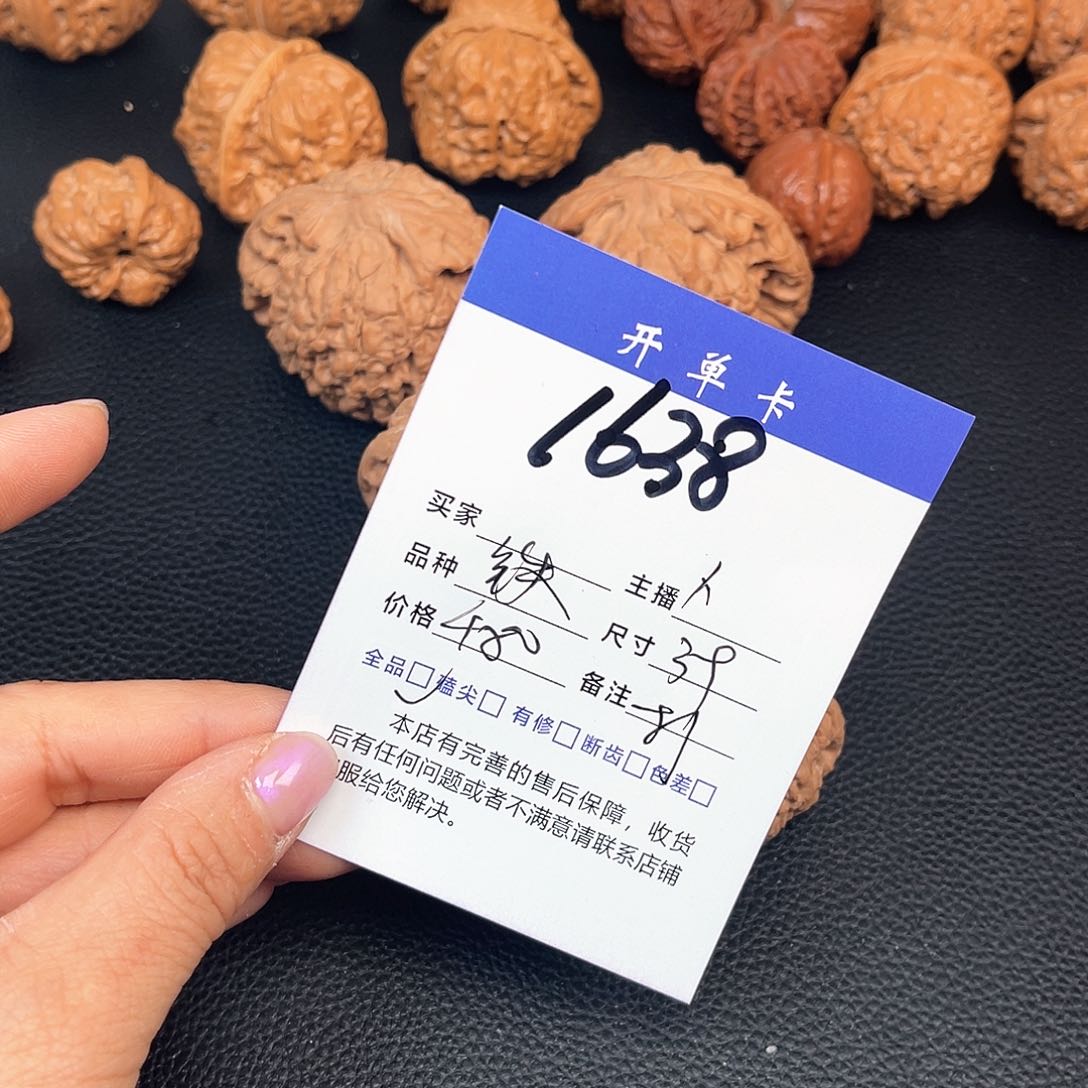 开单卡
1638
买家
品种 铁 主播
价格 400 尺寸 39
全品□ 磕尖□ 有修□ 断齿□ 色差□ 备注
本店有完善的售后保障，收货
后有任何问题或者不满意请联系店铺
服给您解决。